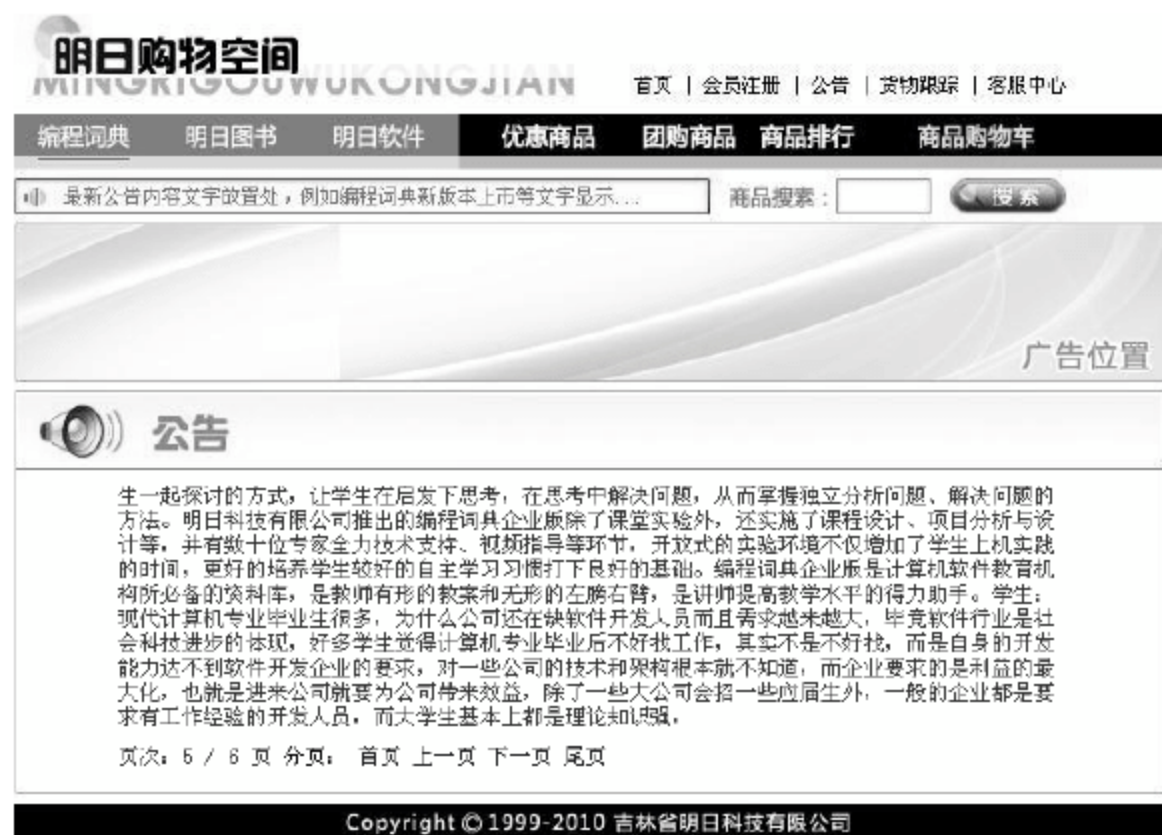 明日购物空间
MINGRIGOUWUKONGJIAN
首页 | 会员注册 | 公告 | 货物跟踪 | 客服中心
编程词典 明日图书 明日软件 优惠商品 团购商品 商品排行 商品购物车
最新公告内容文字放置处，例如编程词典新版本上市等文字显示... 商品搜索： 搜索
广告位置
公告
生一起探讨的方式，让学生在启发下思考，在思考中解决问题，从而掌握独立分析问题、解决问题的
方法。明日科技有限公司推出的编程词典企业版除了课堂实验外，还实施了课程设计、项目分析与设
计等，并有数十位专家全力技术支持、视频指导等环节，开放式的实验环境不仅增加了学生上机实践
的时间，更好的培养学生较好的自主学习习惯打下良好的基础。编程词典企业版是计算机软件教育机
构所必备的资料库，是教师有形的教案和无形的左膀右臂，是讲师提高教学水平的得力助手。学生：
现代计算机专业毕业生很多，为什么公司还在缺软件开发人员而且需求越来越大，毕竟软件行业是社
会科技进步的体现，好多学生觉得计算机专业毕业后不好找工作，其实不是不好找，而是自身的开发
能力达不到软件开发企业的要求，对一些公司的技术和架构根本就不知道，而企业要求的是利益的最
大化，也就是进来公司就要为公司带来效益，除了一些大公司会招一些应届生外，一般的企业都是要
求有工作经验的开发人员，而大学生基本上都是理论知识强，
页次：5 / 6 页 分页： 首页 上一页 下一页 尾页
Copyright ©1999-2010 吉林省明日科技有限公司